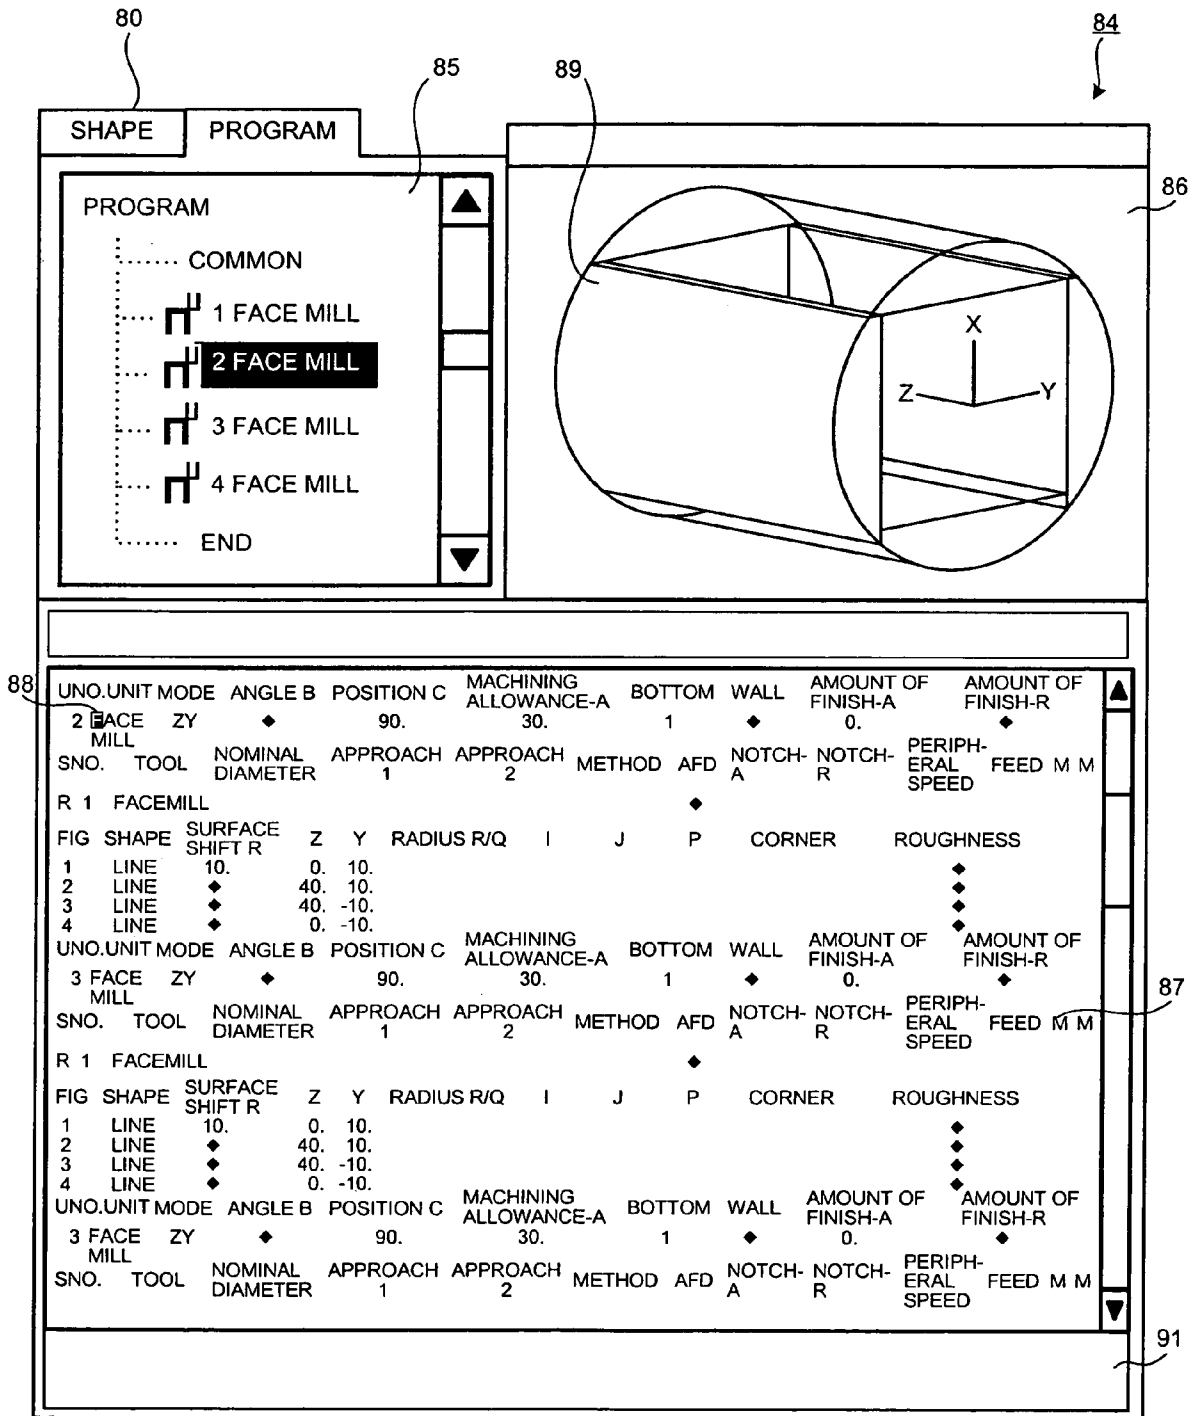 80
84
85
89
SHAPE
PROGRAM
86
PROGRAM
COMMON
1 FACE MILL
2 FACE MILL
3 FACE MILL
4 FACE MILL
END
X
Z
Y
88
UNO. UNIT MODE ANGLE B POSITION C MACHINING ALLOWANCE-A BOTTOM WALL AMOUNT OF FINISH-A AMOUNT OF FINISH-R
2 FACE MILL ZY ◆ 90. 30. 1 ◆ 0. ◆
SNO. TOOL NOMINAL DIAMETER APPROACH 1 APPROACH 2 METHOD AFD NOTCH-A NOTCH-R PERIPH-ERAL SPEED FEED M M
R 1 FACEMILL ◆
FIG SHAPE SURFACE SHIFT R Z Y RADIUS R/Q I J P CORNER ROUGHNESS
1 LINE 10. 0. 10. ◆
2 LINE ◆ 40. 10. ◆
3 LINE ◆ 40. -10. ◆
4 LINE ◆ 0. -10. ◆
UNO. UNIT MODE ANGLE B POSITION C MACHINING ALLOWANCE-A BOTTOM WALL AMOUNT OF FINISH-A AMOUNT OF FINISH-R
3 FACE MILL ZY ◆ 90. 30. 1 ◆ 0. ◆
87
SNO. TOOL NOMINAL DIAMETER APPROACH 1 APPROACH 2 METHOD AFD NOTCH-A NOTCH-R PERIPH-ERAL SPEED FEED M M
R 1 FACEMILL ◆
FIG SHAPE SURFACE SHIFT R Z Y RADIUS R/Q I J P CORNER ROUGHNESS
1 LINE 10. 0. 10. ◆
2 LINE ◆ 40. 10. ◆
3 LINE ◆ 40. -10. ◆
4 LINE ◆ 0. -10. ◆
UNO. UNIT MODE ANGLE B POSITION C MACHINING ALLOWANCE-A BOTTOM WALL AMOUNT OF FINISH-A AMOUNT OF FINISH-R
3 FACE MILL ZY ◆ 90. 30. 1 ◆ 0. ◆
SNO. TOOL NOMINAL DIAMETER APPROACH 1 APPROACH 2 METHOD AFD NOTCH-A NOTCH-R PERIPH-ERAL SPEED FEED M M
91